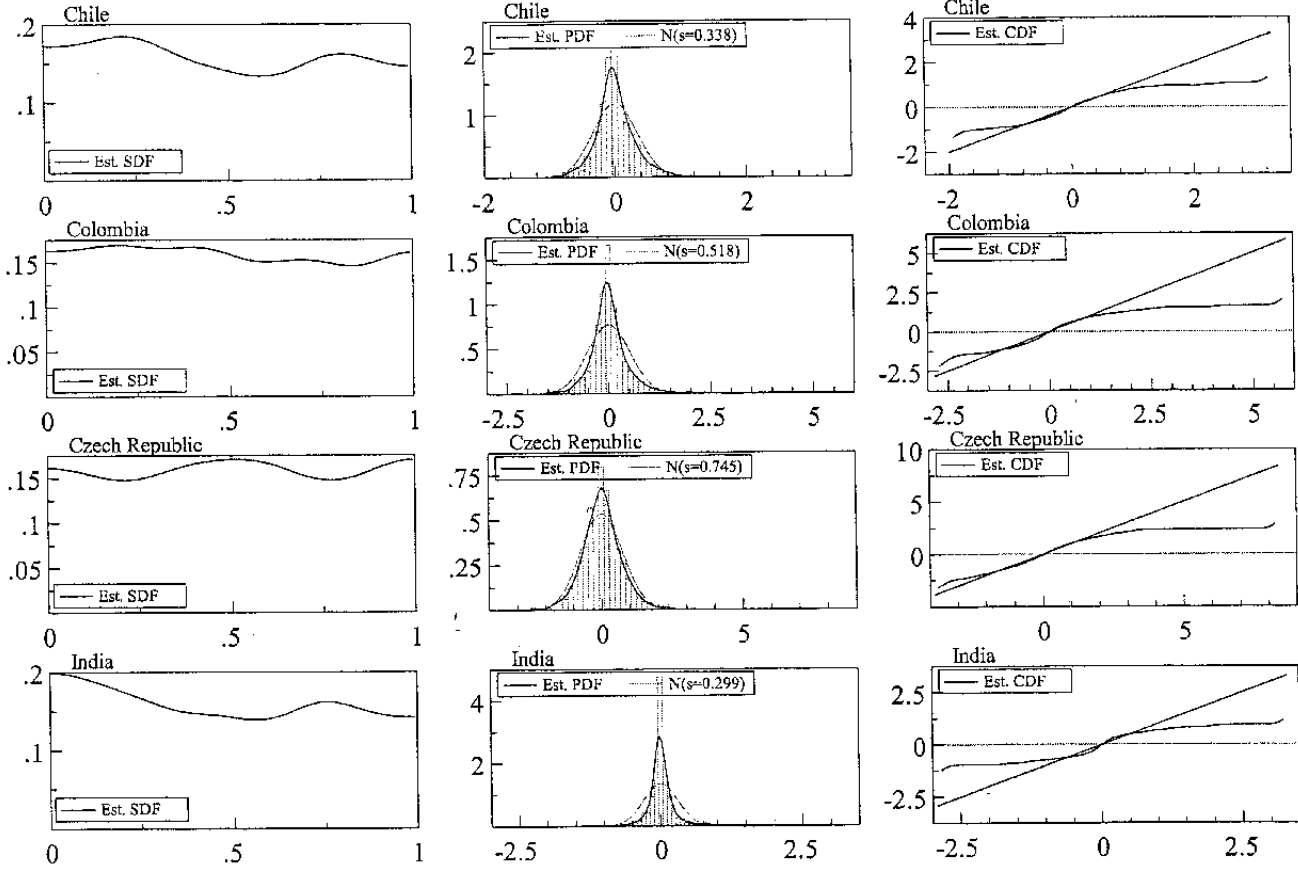 Chile
.2
.1
Est. SDF
0 .5 1
Chile
Est. PDF N(s=0.338)
2
1
-2 0 2
Chile
4
Est. CDF
2
0
-2
-2 0 2
Colombia
.15
.1
.05
Est. SDF
0 .5 1
Colombia
Est. PDF N(s=0.518)
1.5
1
.5
-2.5 0 2.5 5
Colombia
Est. CDF
5
2.5
0
-2.5
-2.5 0 2.5 5
Czech Republic
.15
.1
.05
Est. SDF
0 .5 1
Czech Republic
Est. PDF N(s=0.745)
.75
.5
.25
0 5
Czech Republic
10
Est. CDF
5
0
0 5
India
.2
.1
Est. SDF
0 .5 1
India
Est. PDF N(s=0.299)
4
2
-2.5 0 2.5
India
Est. CDF
2.5
0
-2.5
-2.5 0 2.5